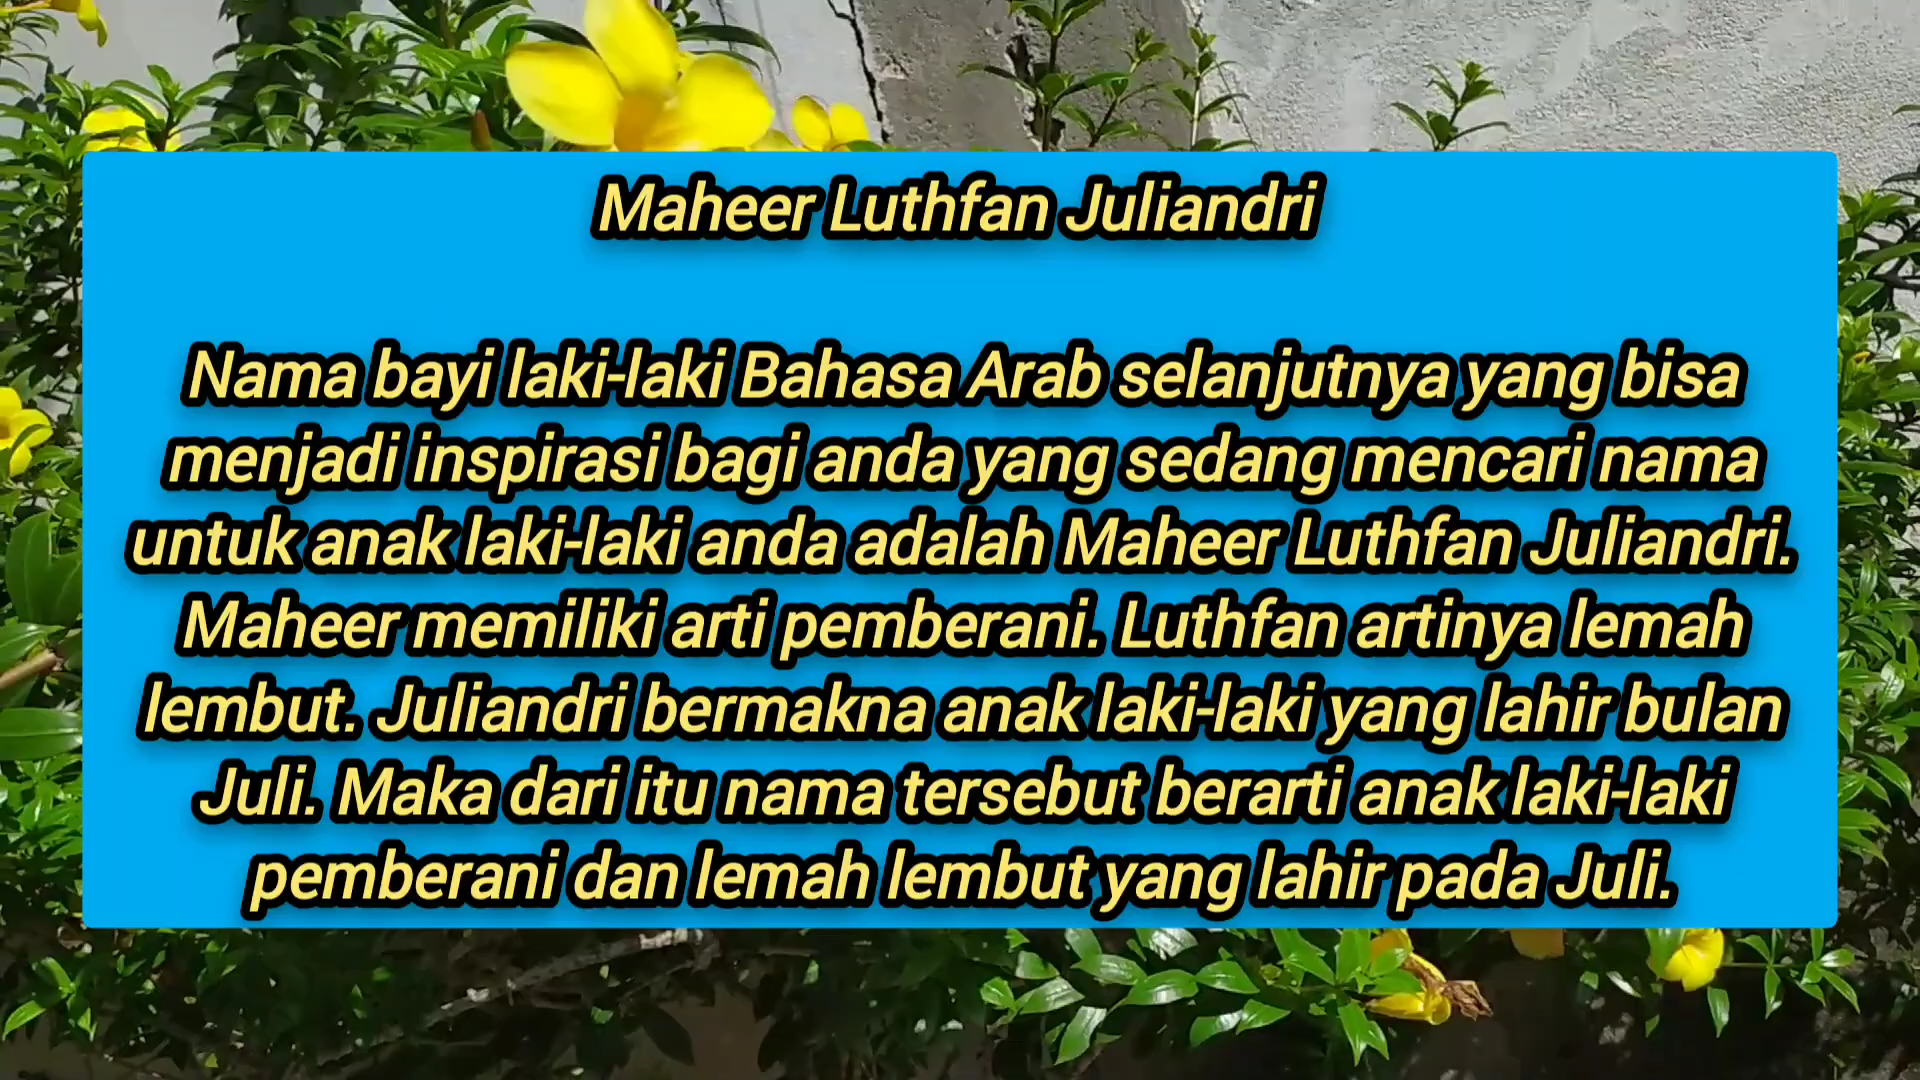 Maheer Luthfan Juliandri
Nama bayi laki-laki Bahasa Arab selanjutnya yang bisa
menjadi inspirasi bagi anda yang sedang mencari nama
untuk anak laki-laki anda adalah Maheer Luthfan Juliandri.
Maheer memiliki arti pemberani. Luthfan artinya lemah
lembut. Juliandri bermakna anak laki-laki yang lahir bulan
Juli. Maka dari itu nama tersebut berarti anak laki-laki
pemberani dan lemah lembut yang lahir pada Juli.